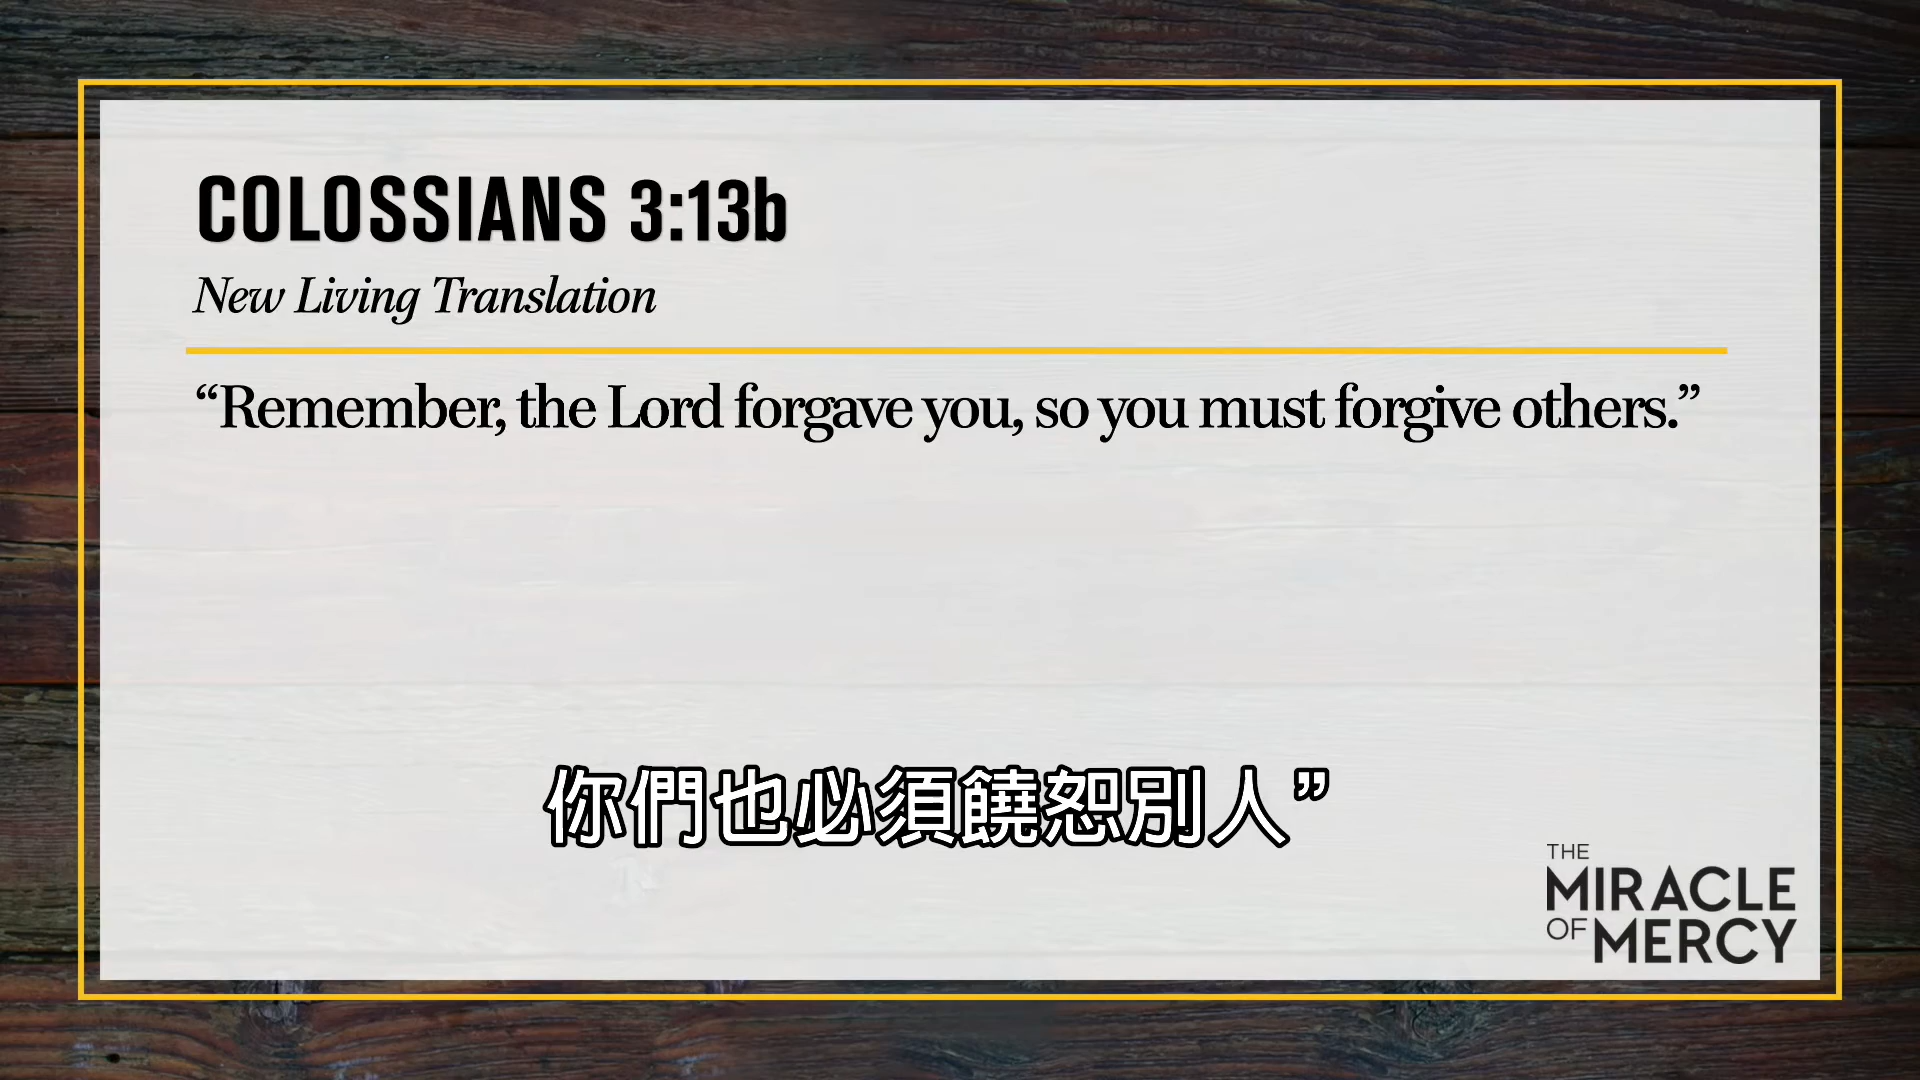 COLOSSIANS 3:13b
New Living Translation
“Remember, the Lord forgave you, so you must forgive others.”
你們也必須饒恕別人”
THE
MIRACLE
OF MERCY